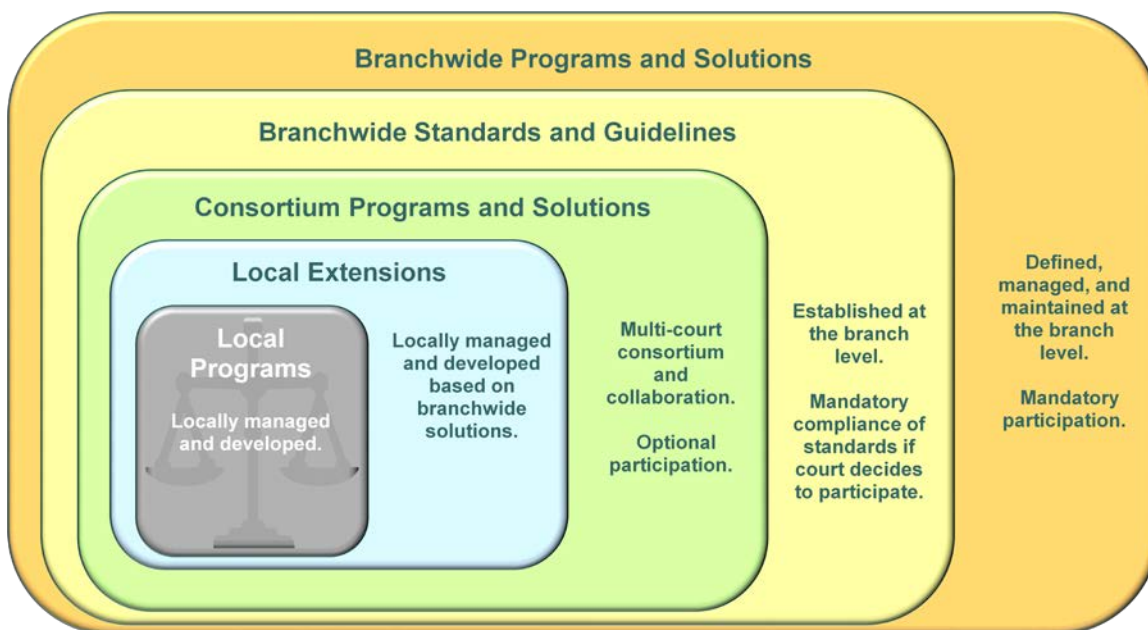 Branchwide Programs and Solutions
Branchwide Standards and Guidelines
Consortium Programs and Solutions
Local Extensions
Local
Programs
Locally managed
and developed.
Locally managed
and developed
based on
branchwide
solutions.
Multi-court
consortium
and
collaboration.
Optional
participation.
Established at
the branch
level.
Mandatory
compliance of
standards if
court decides
to participate.
Defined,
managed, and
maintained at
the branch
level.
Mandatory
participation.